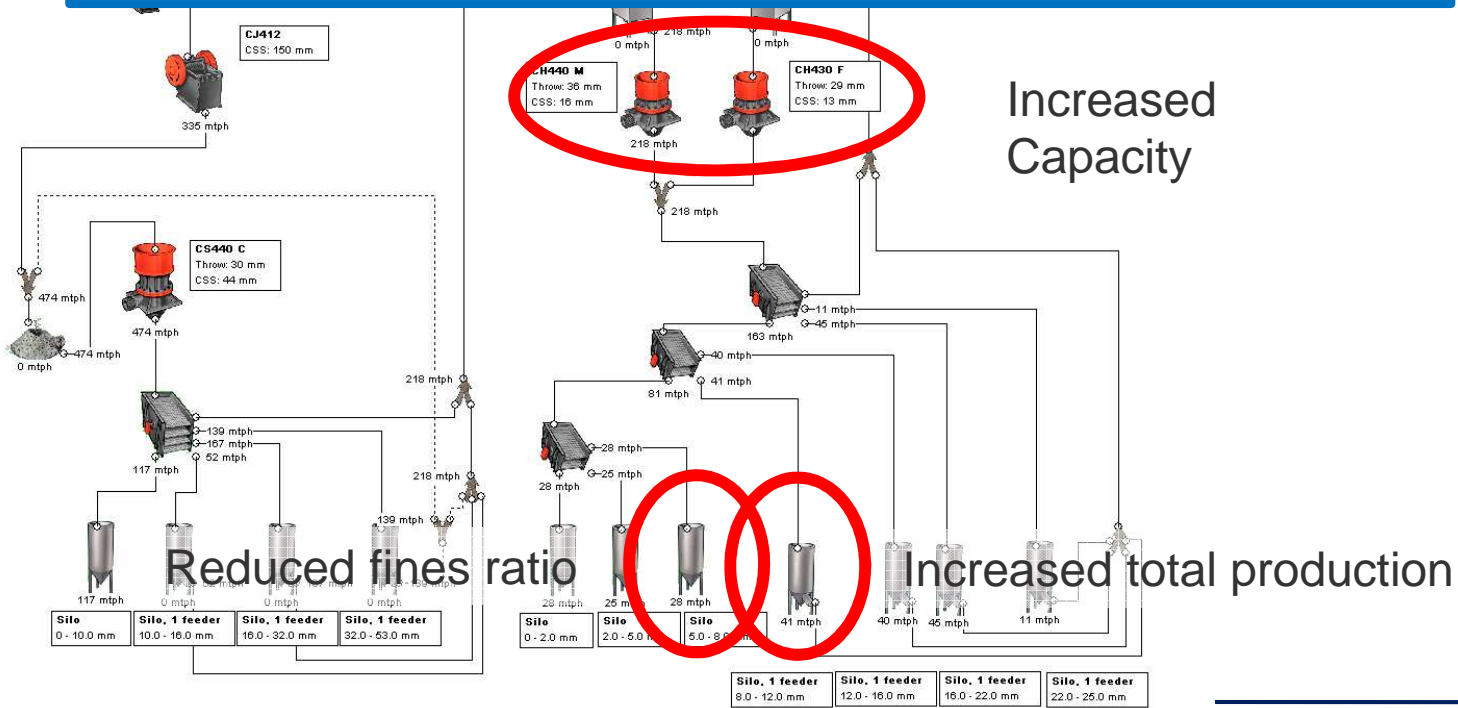 CJ412
CSS: 150 mm
335 mtph
474 mtph
0 mtph
474 mtph
CS440 C
Throw: 30 mm
CSS: 44 mm
474 mtph
139 mtph
167 mtph
52 mtph
117 mtph
218 mtph
218 mtph
139 mtph
117 mtph
0 mtph
0 mtph
0 mtph
Reduced fines ratio
Silo
0 - 10.0 mm
Silo, 1 feeder
10.0 - 16.0 mm
Silo, 1 feeder
16.0 - 32.0 mm
Silo, 1 feeder
32.0 - 53.0 mm
218 mtph
0 mtph
0 mtph
CH440 M
Throw: 36 mm
CSS: 16 mm
CH430 F
Throw: 29 mm
CSS: 13 mm
218 mtph
218 mtph
Increased
Capacity
11 mtph
45 mtph
163 mtph
40 mtph
41 mtph
81 mtph
28 mtph
25 mtph
28 mtph
28 mtph
25 mtph
28 mtph
41 mtph
40 mtph
45 mtph
11 mtph
Increased total production
Silo
0 - 2.0 mm
Silo
2.0 - 5.0
Silo
5.0 - 8.0 mm
Silo, 1 feeder
8.0 - 12.0 mm
Silo, 1 feeder
12.0 - 16.0 mm
Silo, 1 feeder
16.0 - 22.0 mm
Silo, 1 feeder
22.0 - 25.0 mm